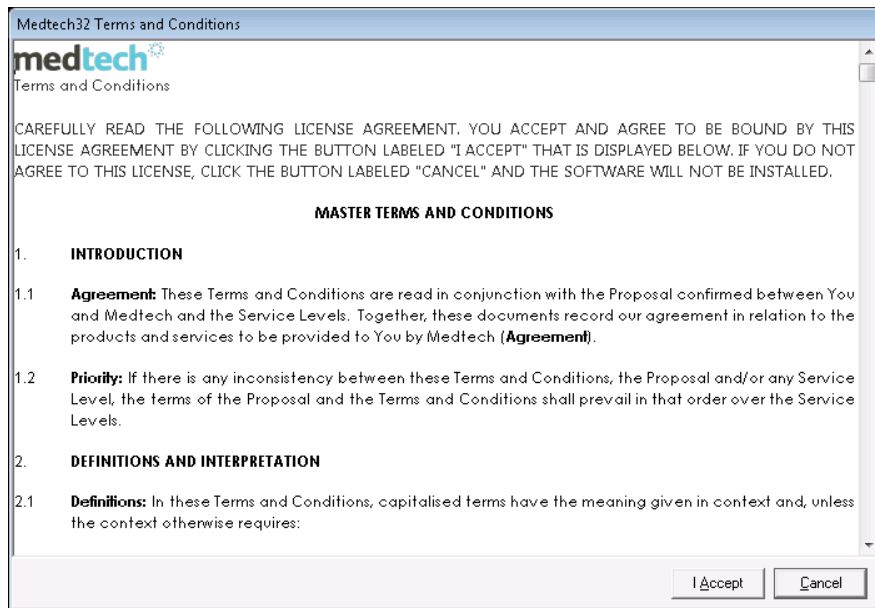 Medtech32 Terms and Conditions
medtech
Terms and Conditions
CAREFULLY READ THE FOLLOWING LICENSE AGREEMENT. YOU ACCEPT AND AGREE TO BE BOUND BY THIS
LICENSE AGREEMENT BY CLICKING THE BUTTON LABELED "I ACCEPT" THAT IS DISPLAYED BELOW. IF YOU DO NOT
AGREE TO THIS LICENSE, CLICK THE BUTTON LABELED "CANCEL" AND THE SOFTWARE WILL NOT BE INSTALLED.
MASTER TERMS AND CONDITIONS
1. INTRODUCTION
1.1 Agreement: These Terms and Conditions are read in conjunction with the Proposal confirmed between You
and Medtech and the Service Levels. Together, these documents record our agreement in relation to the
products and services to be provided to You by Medtech (Agreement).
1.2 Priority: If there is any inconsistency between these Terms and Conditions, the Proposal and/or any Service
Level, the terms of the Proposal and the Terms and Conditions shall prevail in that order over the Service
Levels.
2. DEFINITIONS AND INTERPRETATION
2.1 Definitions: In these Terms and Conditions, capitalised terms have the meaning given in context and, unless
the context otherwise requires:
I Accept Cancel